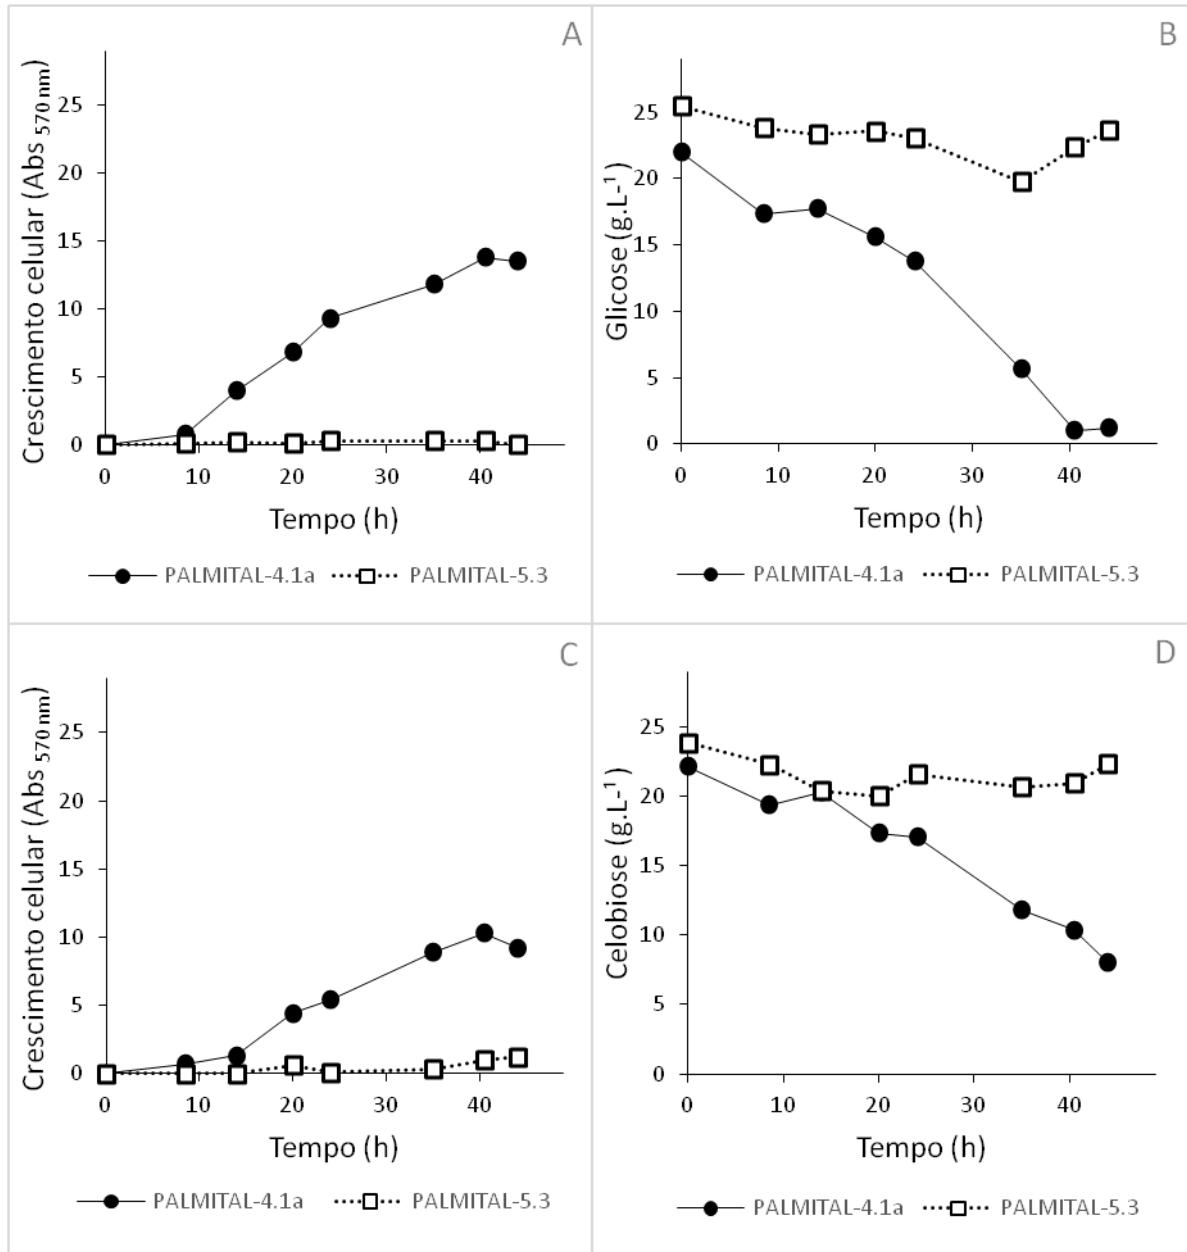 A
Crescimento celular (Abs 570 nm)
25
20
15
10
5
0
0 10 20 30 40
Tempo (h)
PALMITAL-4.1a PALMITAL-5.3
B
Glicose (g.L-¹)
25
20
15
10
5
0
0 10 20 30 40
Tempo (h)
PALMITAL-4.1a PALMITAL-5.3
C
Crescimento celular (Abs 570 nm)
25
20
15
10
5
0
0 10 20 30 40
Tempo (h)
PALMITAL-4.1a PALMITAL-5.3
D
Celobiose (g.L-¹)
25
20
15
10
5
0
0 10 20 30 40
Tempo (h)
PALMITAL-4.1a PALMITAL-5.3